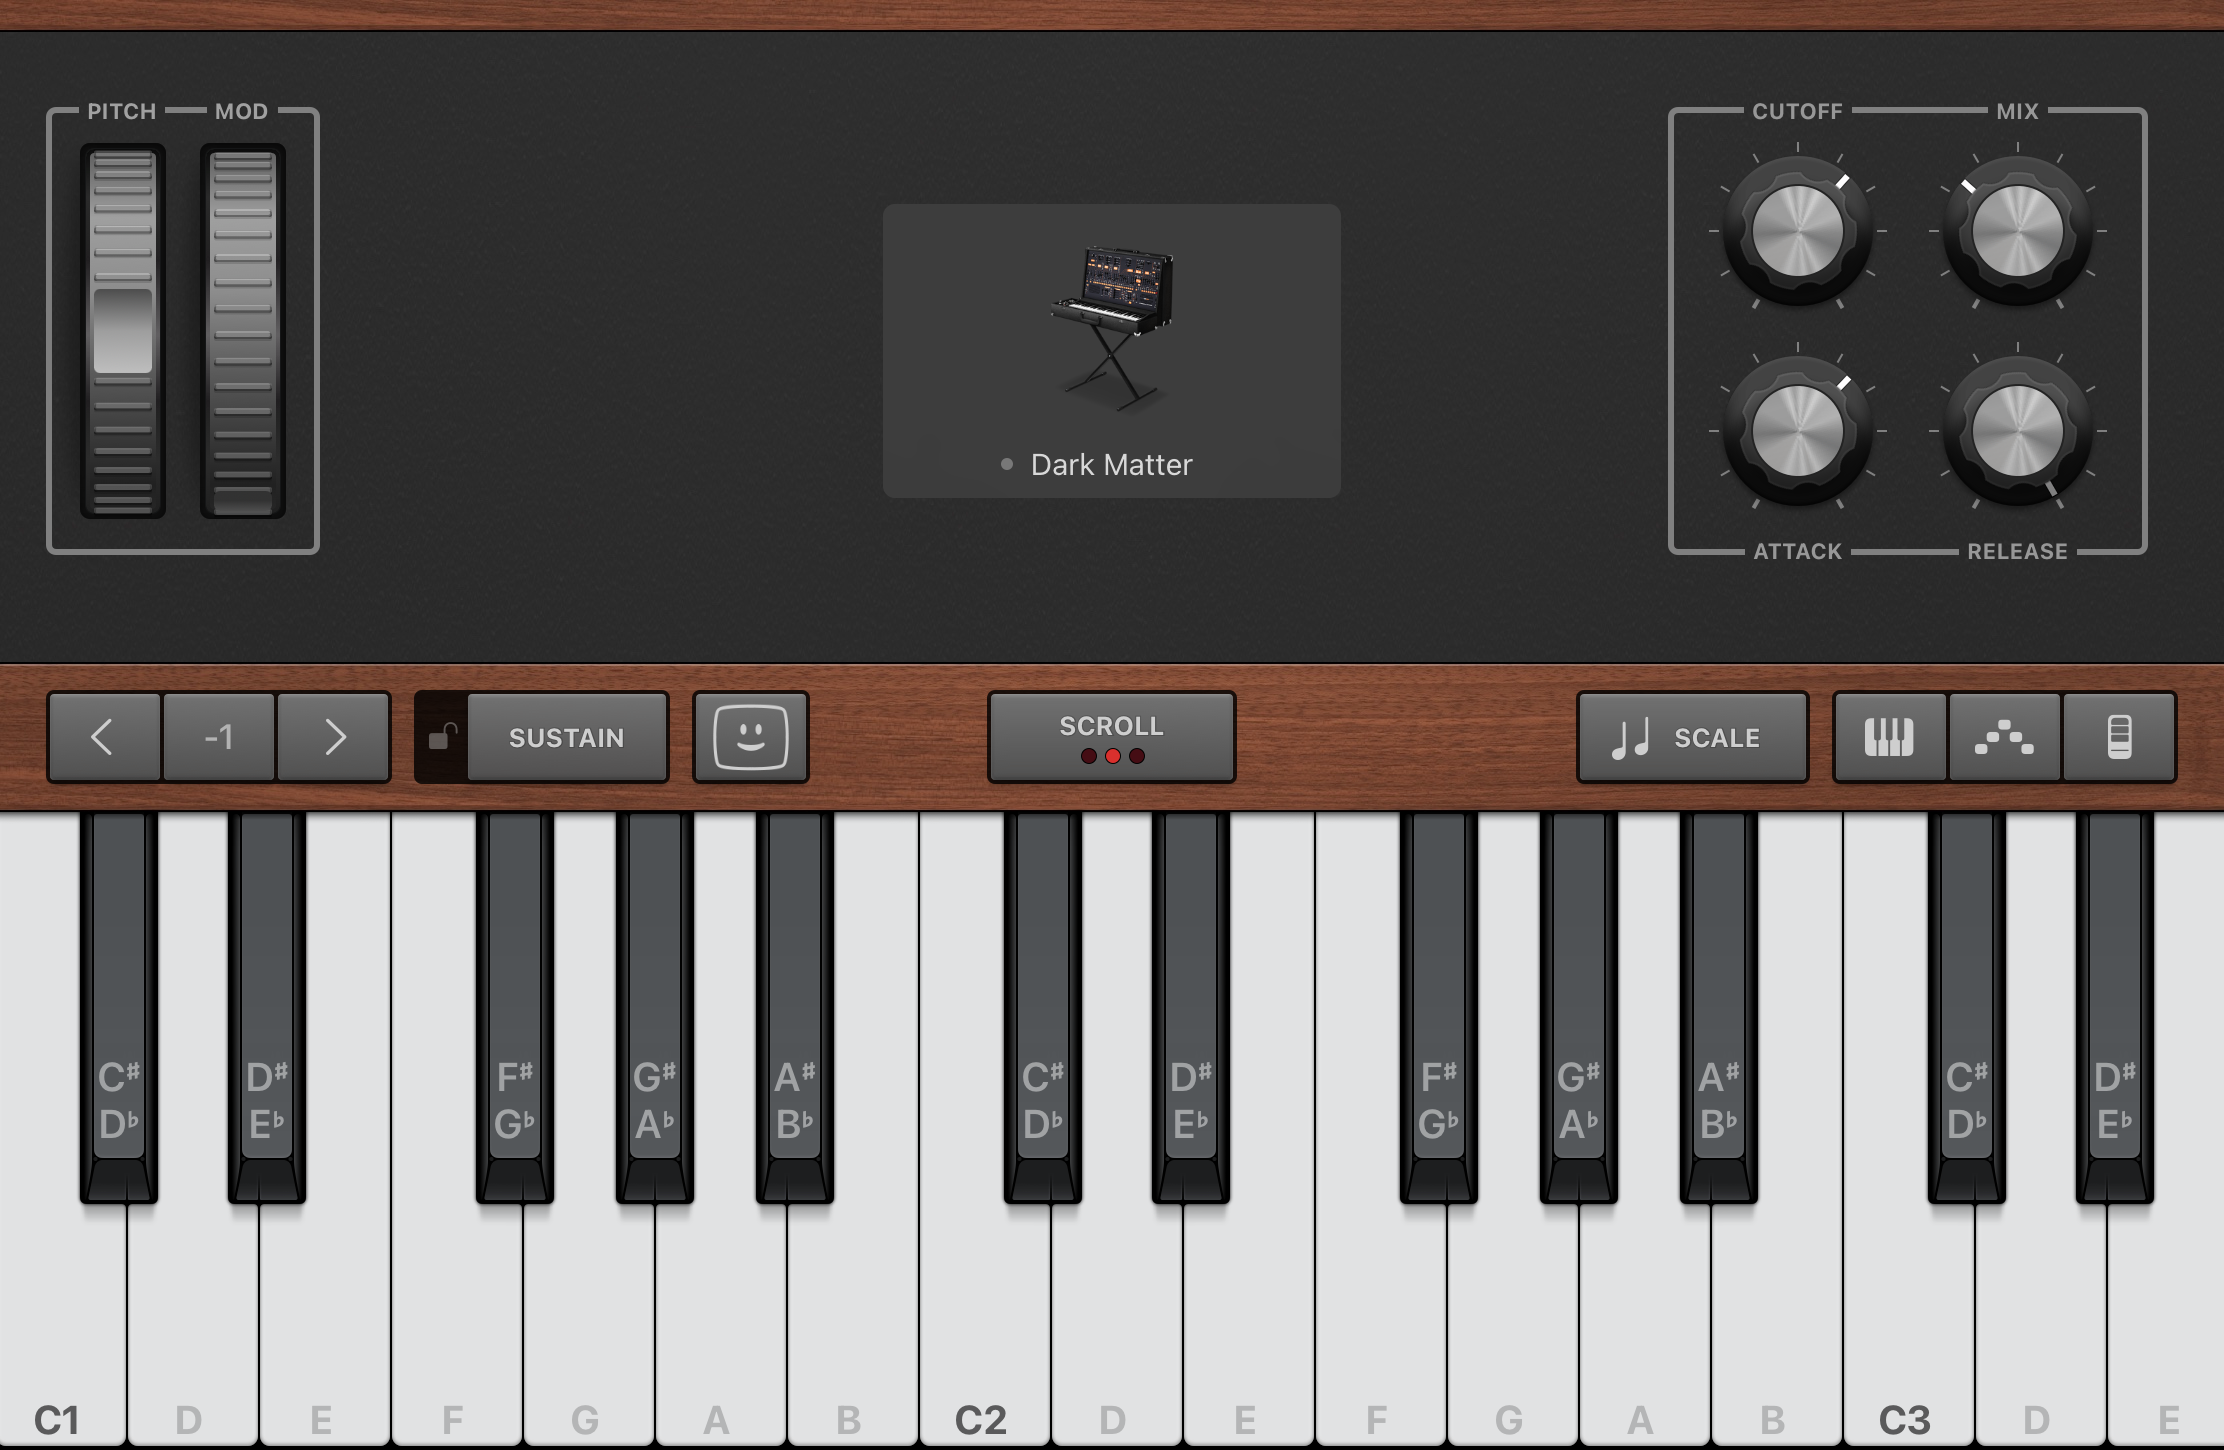 PITCH MOD
CUTOFF MIX
Dark Matter
ATTACK RELEASE
-1 SUSTAIN SCROLL SCALE
C♯ D♯ F♯ G♯ A♯ C♯ D♯ F♯ G♯ A♯ C♯ D♯
D♭ E♭ G♭ A♭ B♭ D♭ E♭ G♭ A♭ B♭ D♭ E♭
C1 D E F G A B C2 D E F G A B C3 D E